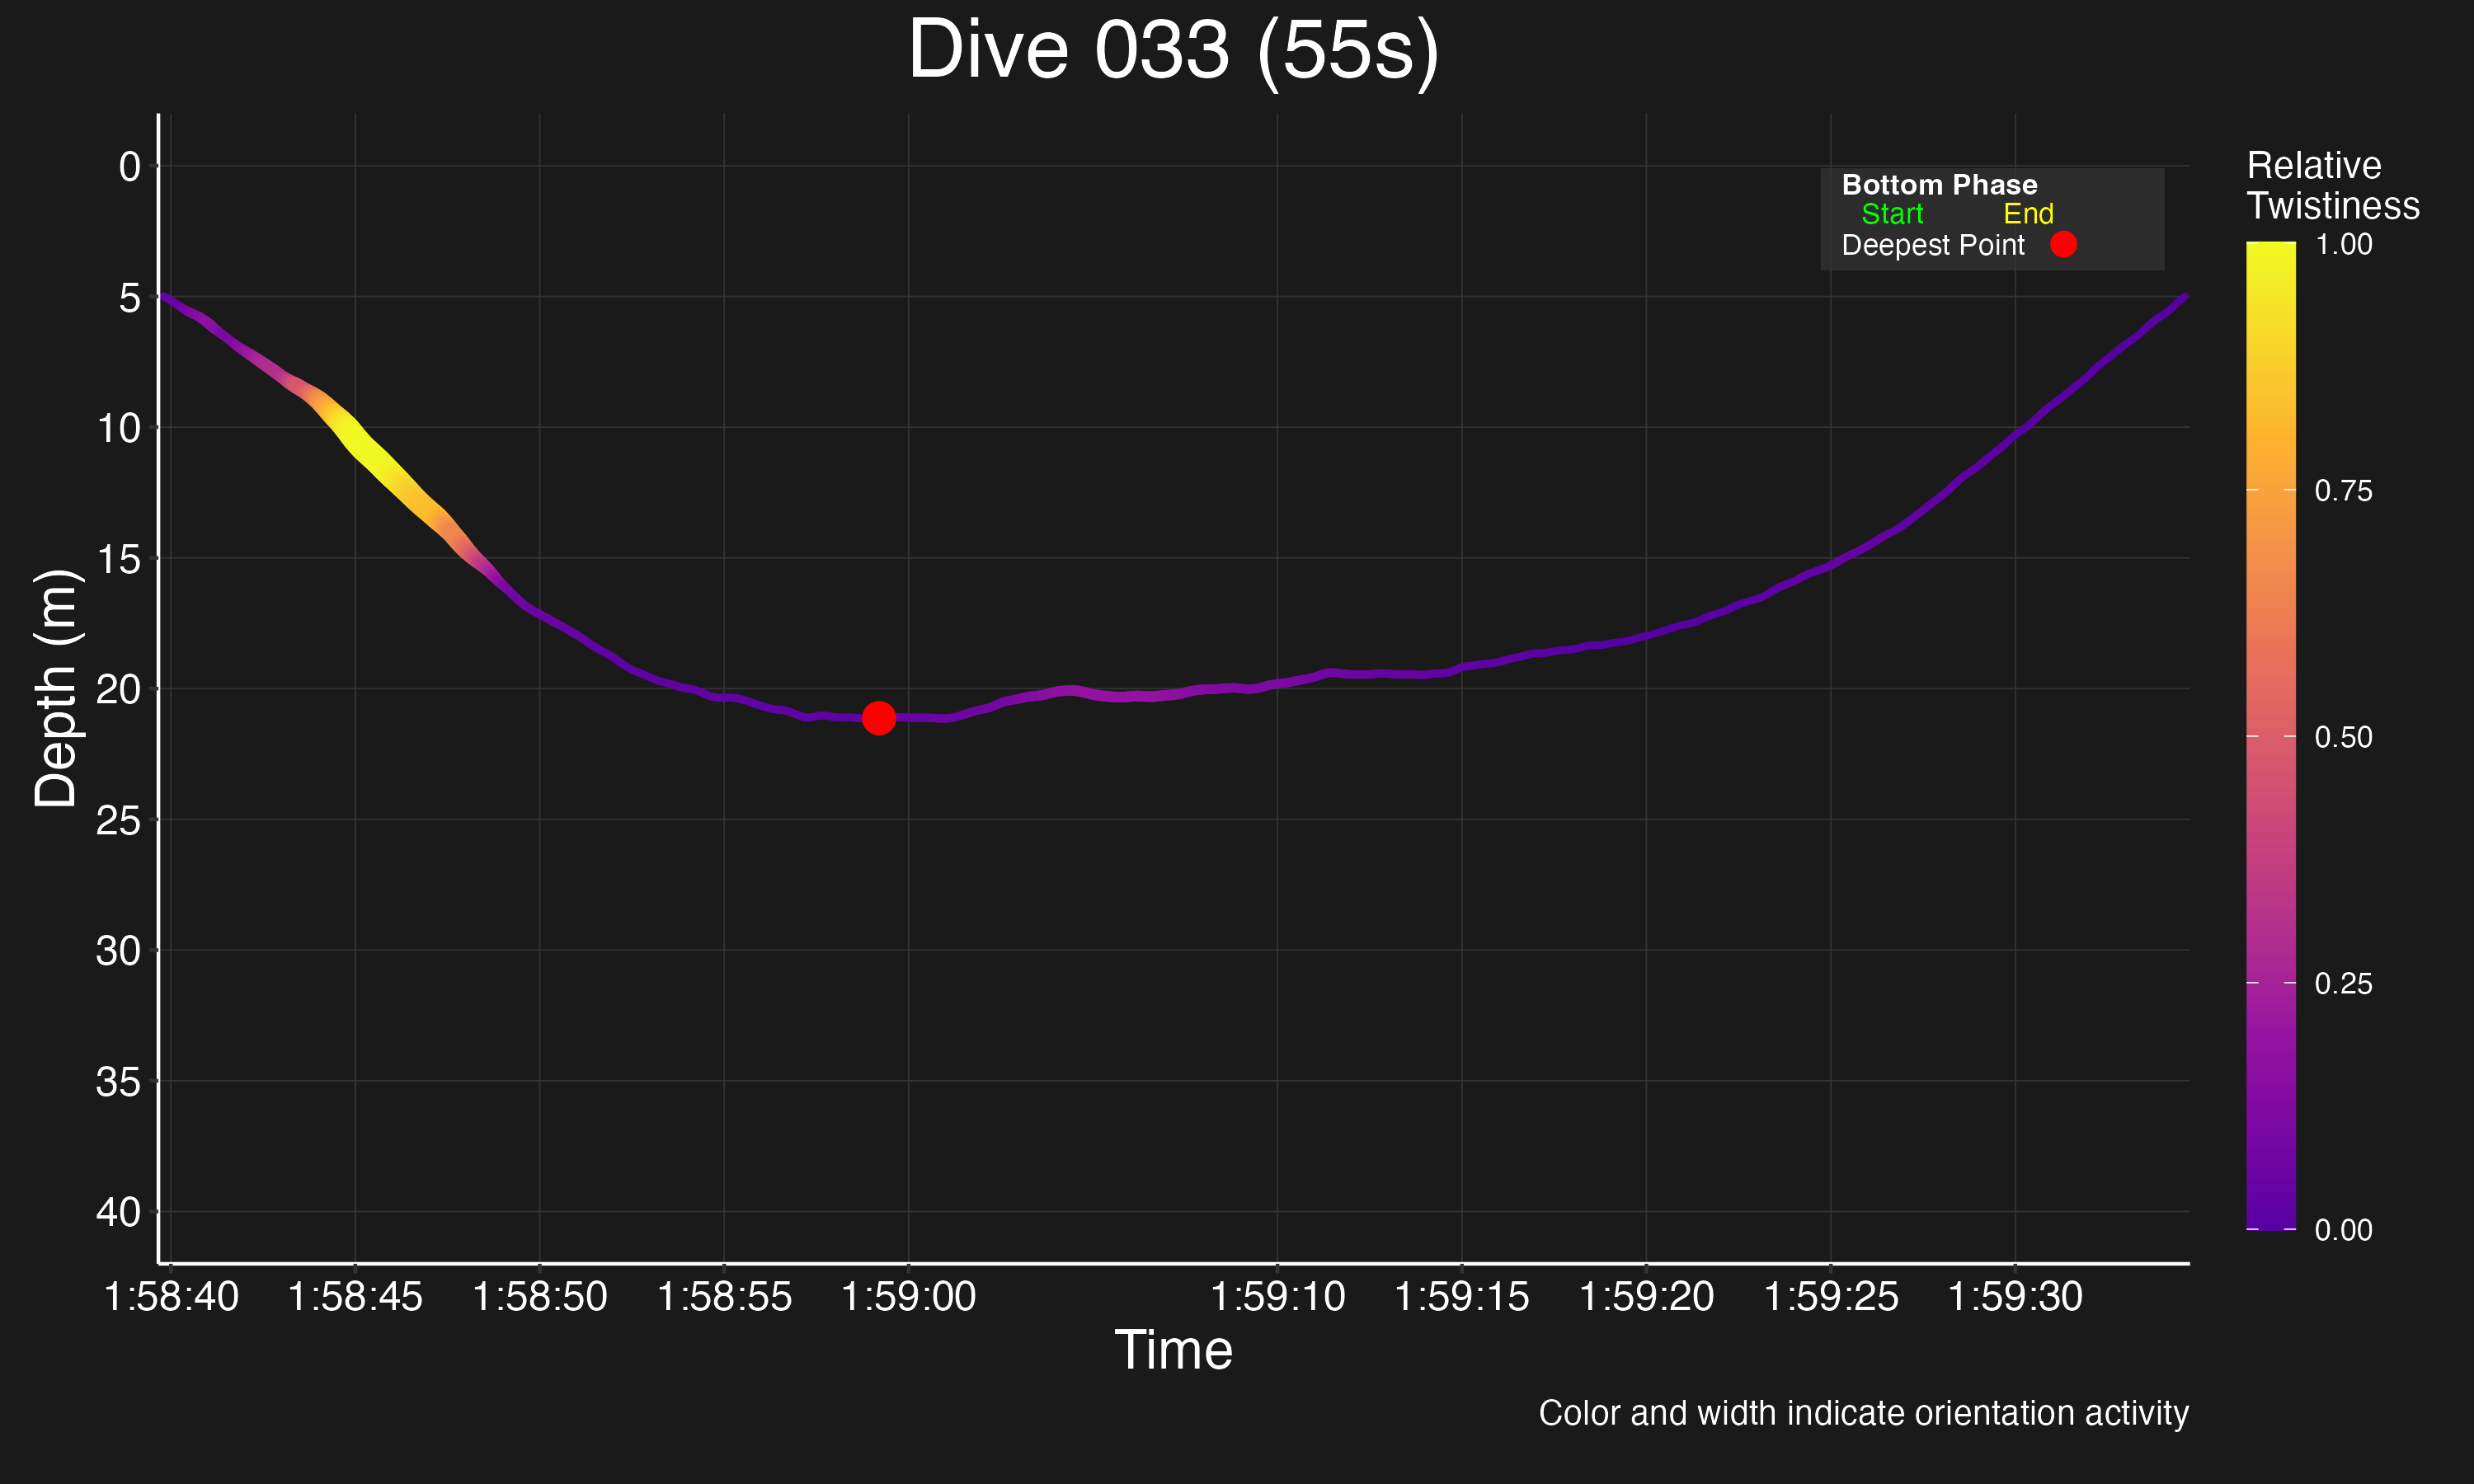 Dive 033 (55s)
Depth (m)
0
5
10
15
20
25
30
35
40
Bottom Phase
Start End
Deepest Point
Relative
Twistiness
1.00
0.75
0.50
0.25
0.00
1:58:40 1:58:45 1:58:50 1:58:55 1:59:00 1:59:10 1:59:15 1:59:20 1:59:25 1:59:30
Time
Color and width indicate orientation activity